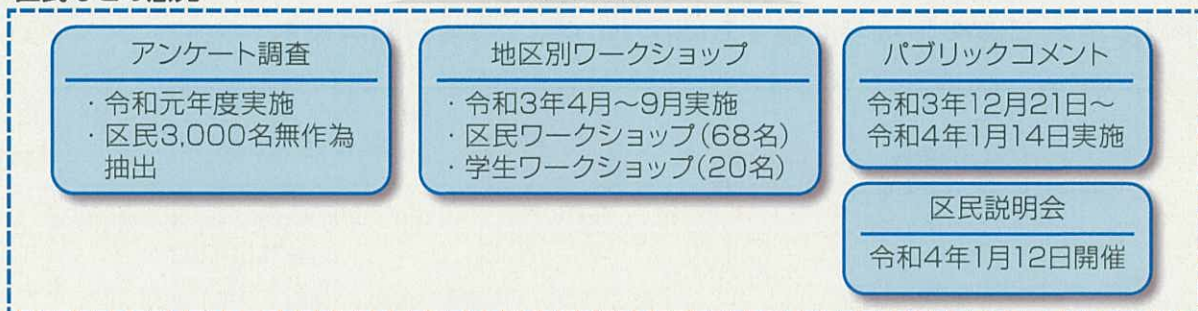 アンケート調査
・令和元年度実施
・区民3,000名無作為
抽出
地区別ワークショップ
・令和3年4月～9月実施
・区民ワークショップ（68名）
・学生ワークショップ（20名）
パブリックコメント
令和3年12月21日～
令和4年1月14日実施
区民説明会
令和4年1月12日開催